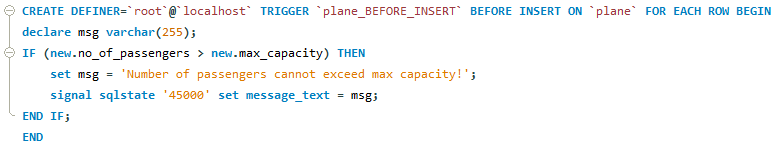 CREATE DEFINER=`root`@`localhost` TRIGGER `plane_BEFORE_INSERT` BEFORE INSERT ON `plane` FOR EACH ROW BEGIN
declare msg varchar(255);
IF (new.no_of_passengers > new.max_capacity) THEN
    set msg = 'Number of passengers cannot exceed max capacity!';
    signal sqlstate '45000' set message_text = msg;
END IF;
END